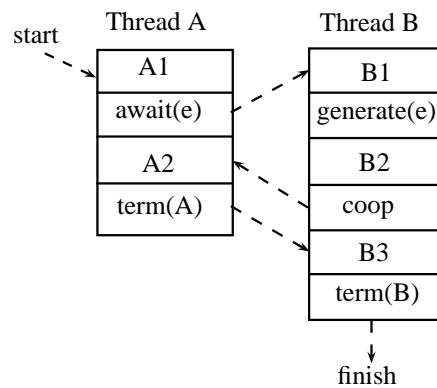 Thread A
Thread B
start
A1
await(e)
A2
term(A)
B1
generate(e)
B2
coop
B3
term(B)
finish